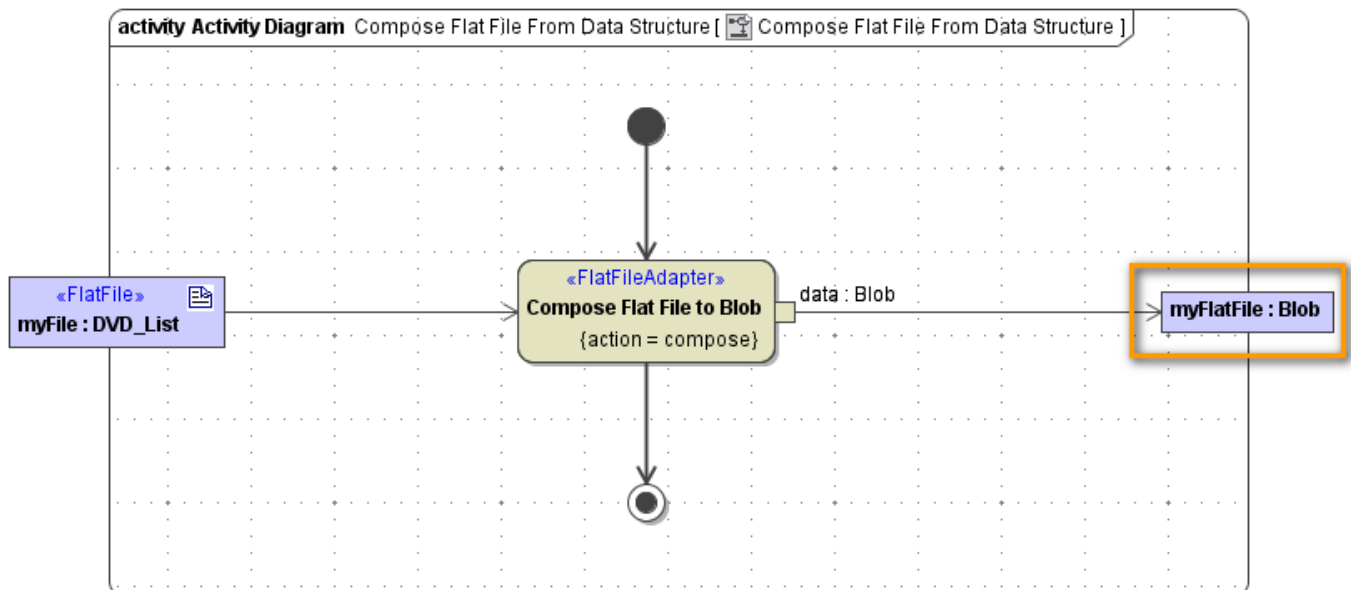 activity Activity Diagram Compose Flat File From Data Structure [ Compose Flat File From Data Structure ]
«FlatFile»
myFile : DVD_List
«FlatFileAdapter»
Compose Flat File to Blob
{action = compose}
data : Blob
myFlatFile : Blob